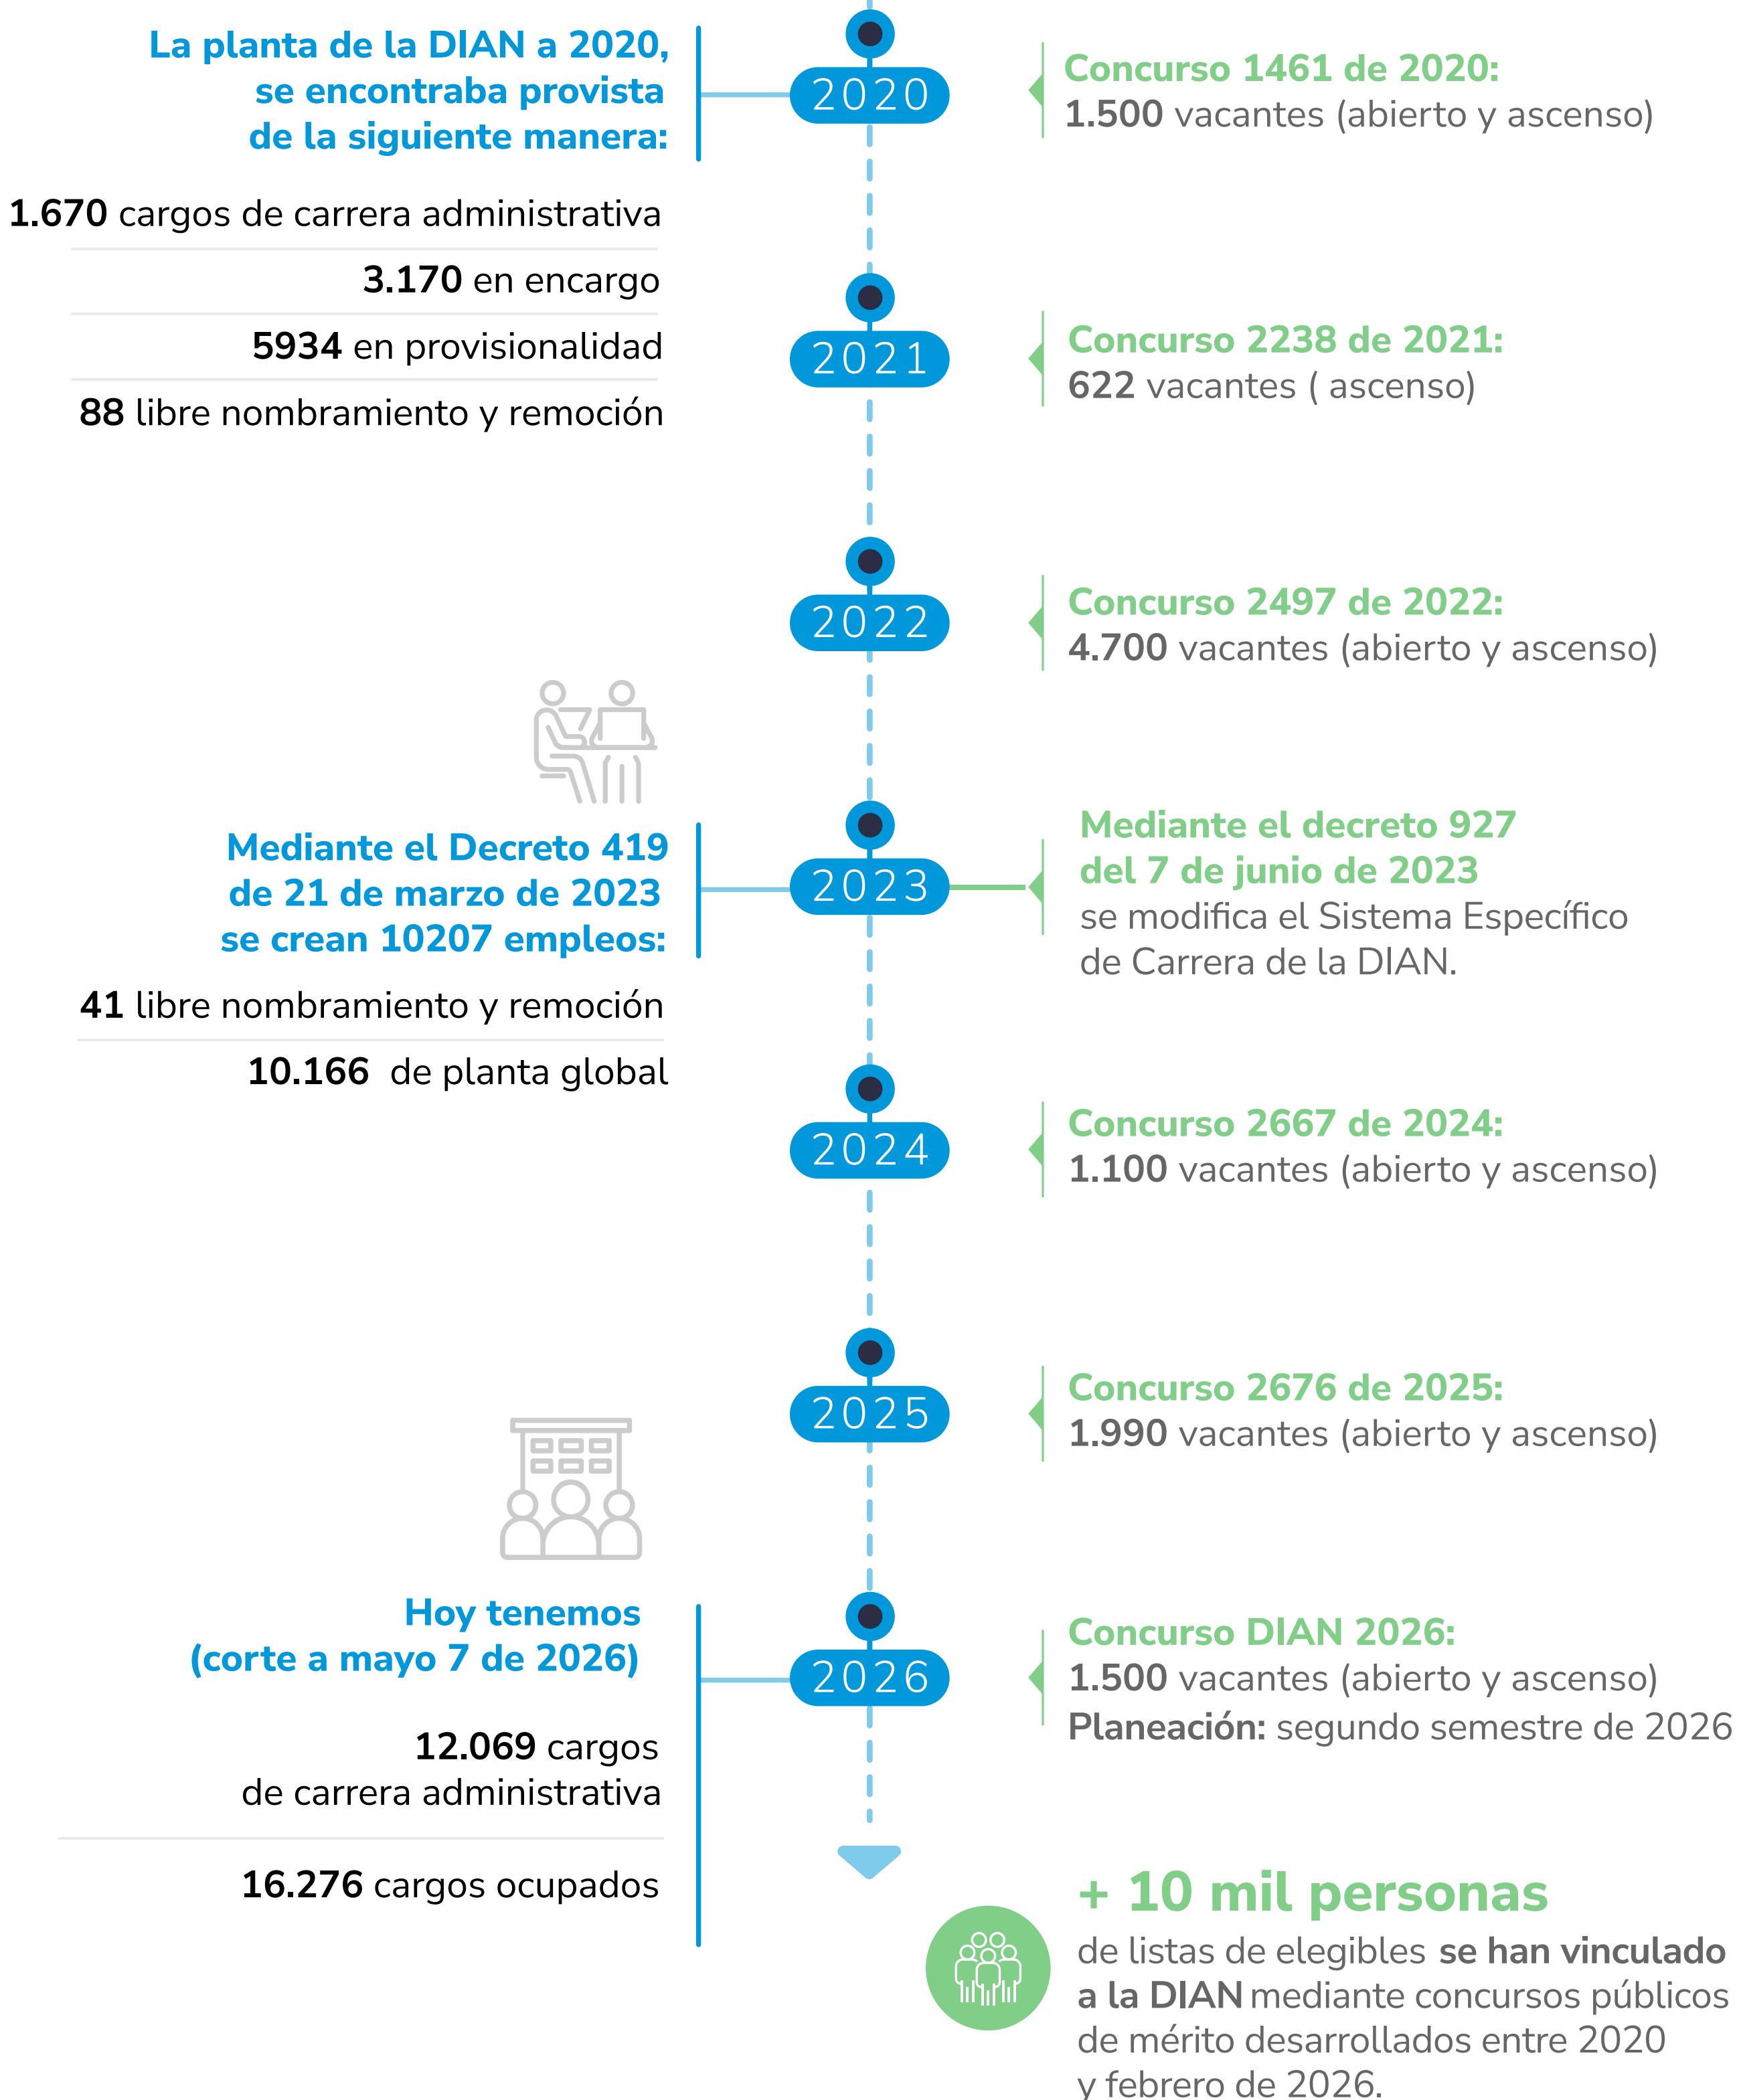 La planta de la DIAN a 2020,
se encontraba provista
de la siguiente manera:
1.670 cargos de carrera administrativa
3.170 en encargo
5934 en provisionalidad
88 libre nombramiento y remoción
2020
Concurso 1461 de 2020:
1.500 vacantes (abierto y ascenso)
2021
Concurso 2238 de 2021:
622 vacantes ( ascenso)
2022
Concurso 2497 de 2022:
4.700 vacantes (abierto y ascenso)
Mediante el Decreto 419
de 21 de marzo de 2023
se crean 10207 empleos:
41 libre nombramiento y remoción
10.166 de planta global
2023
Mediante el decreto 927
del 7 de junio de 2023
se modifica el Sistema Específico
de Carrera de la DIAN.
2024
Concurso 2667 de 2024:
1.100 vacantes (abierto y ascenso)
2025
Concurso 2676 de 2025:
1.990 vacantes (abierto y ascenso)
Hoy tenemos
(corte a mayo 7 de 2026)
12.069 cargos
de carrera administrativa
16.276 cargos ocupados
2026
Concurso DIAN 2026:
1.500 vacantes (abierto y ascenso)
Planeación: segundo semestre de 2026
+ 10 mil personas
de listas de elegibles se han vinculado
a la DIAN mediante concursos públicos
de mérito desarrollados entre 2020
y febrero de 2026.